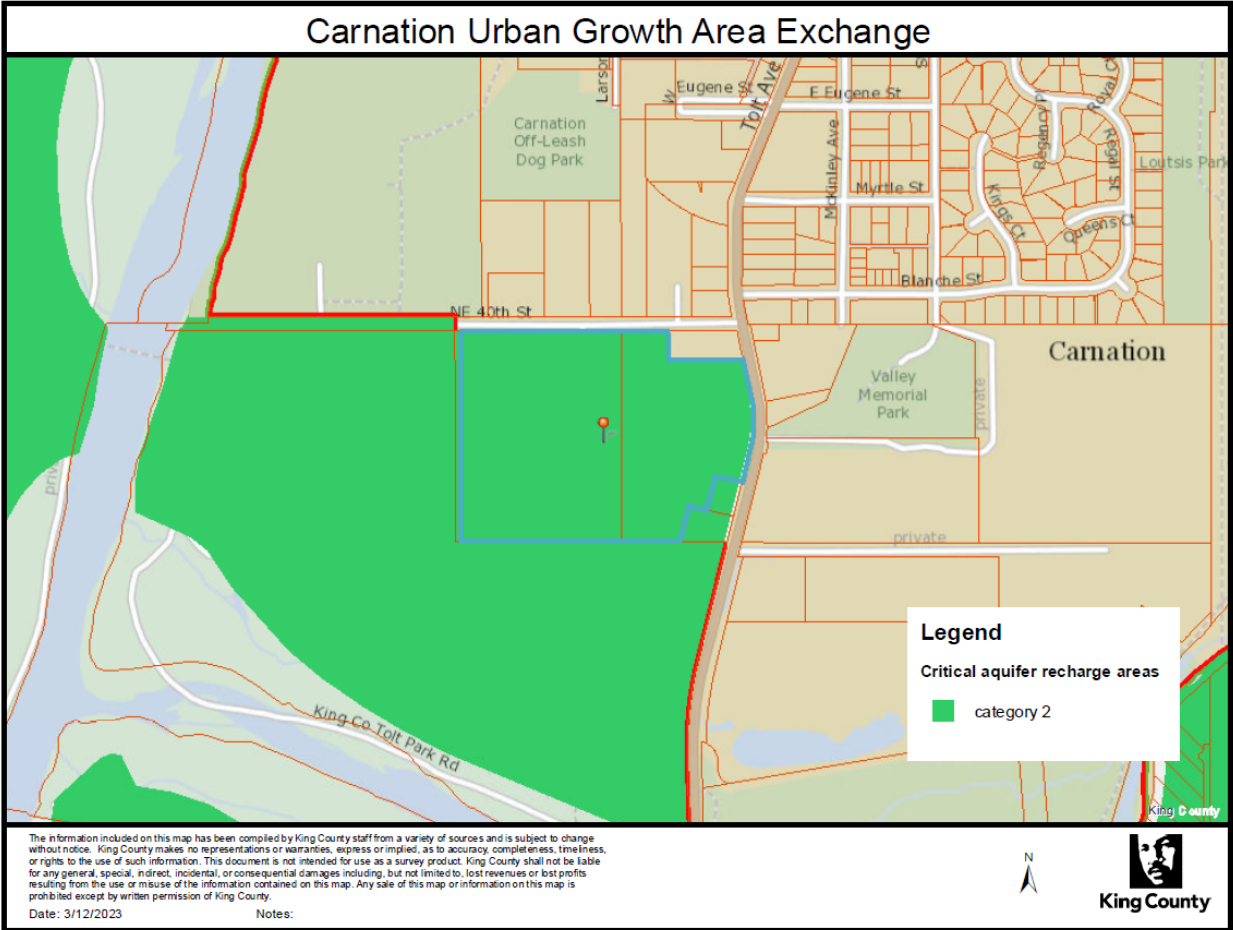 Carnation Urban Growth Area Exchange
Larson
W Eugene St
Tolt Ave
E Eugene St
McKinley Ave
Regency Pl
Royal Ct
Regal St
Carnation
Off-Leash
Dog Park
Loutsis Park
Myrtle St
Kings Ct
Queens Ct
Blanche St
NE 40th St
Carnation
Valley
Memorial
Park
private
private
King Co Tolt Park Rd
Legend
Critical aquifer recharge areas
category 2
King County
The information included on this map has been compiled by King County staff from a variety of sources and is subject to change
without notice. King County makes no representations or warranties, express or implied, as to accuracy, completeness, timeliness,
or rights to the use of such information. This document is not intended for use as a survey product. King County shall not be liable
for any general, special, indirect, incidental, or consequential damages including, but not limited to, lost revenues or lost profits
resulting from the use or misuse of the information contained on this map. Any sale of this map or information on this map is
prohibited except by written permission of King County.
Date: 3/12/2023 Notes:
N
King County